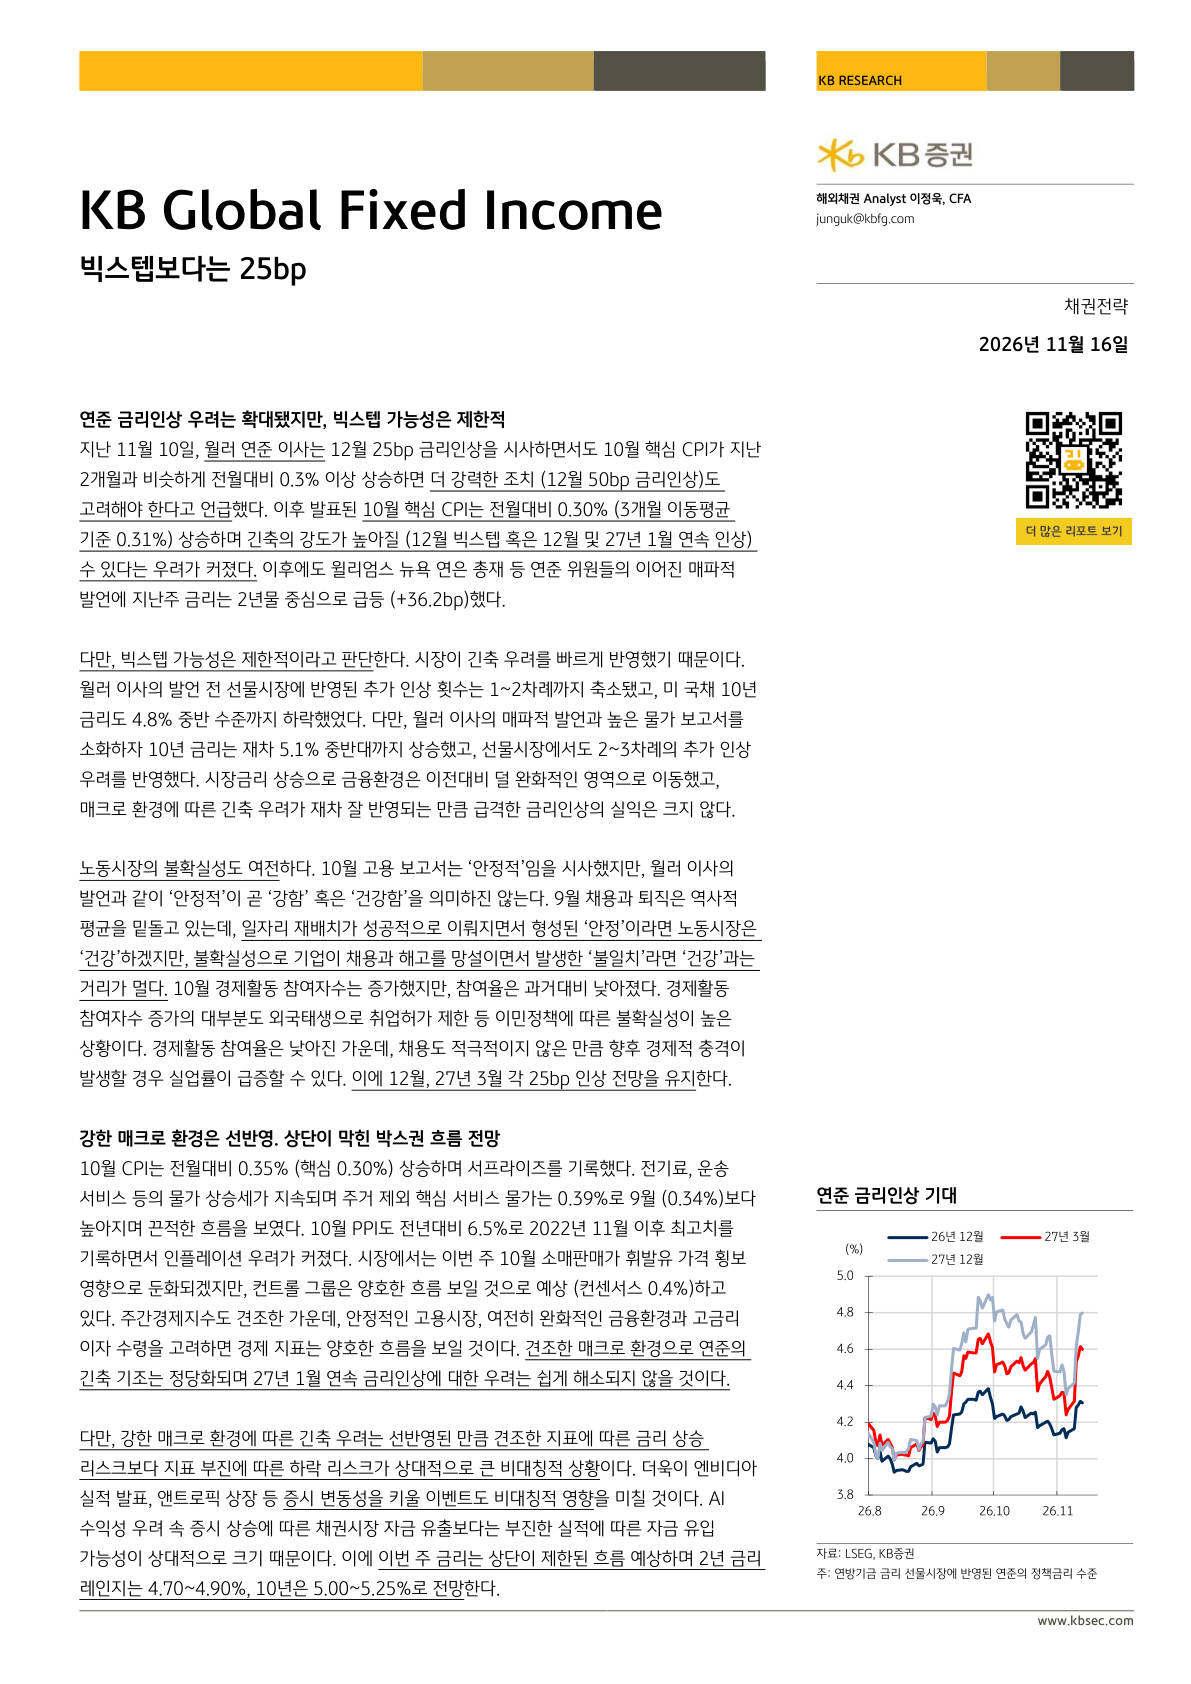 KB RESEARCH
KB증권
KB Global Fixed Income
빅스텝보다는 25bp
해외채권 Analyst 이정욱, CFA
junguk@kbfg.com
채권전략
2026년 11월 16일
더 많은 리포트 보기
연준 금리인상 우려는 확대됐지만, 빅스텝 가능성은 제한적
지난 11월 10일, 월러 연준 이사는 12월 25bp 금리인상을 시사하면서도 10월 핵심 CPI가 지난
2개월과 비슷하게 전월대비 0.3% 이상 상승하면 더 강력한 조치 (12월 50bp 금리인상)도
고려해야 한다고 언급했다. 이후 발표된 10월 핵심 CPI는 전월대비 0.30% (3개월 이동평균
기준 0.31%) 상승하며 긴축의 강도가 높아질 (12월 빅스텝 혹은 12월 및 27년 1월 연속 인상)
수 있다는 우려가 커졌다. 이후에도 윌리엄스 뉴욕 연은 총재 등 연준 위원들의 이어진 매파적
발언에 지난주 금리는 2년물 중심으로 급등 (+36.2bp)했다.
다만, 빅스텝 가능성은 제한적이라고 판단한다. 시장이 긴축 우려를 빠르게 반영했기 때문이다.
월러 이사의 발언 전 선물시장에 반영된 추가 인상 횟수는 1~2차례까지 축소됐고, 미 국채 10년
금리도 4.8% 중반 수준까지 하락했었다. 다만, 월러 이사의 매파적 발언과 높은 물가 보고서를
소화하자 10년 금리는 재차 5.1% 중반대까지 상승했고, 선물시장에서도 2~3차례의 추가 인상
우려를 반영했다. 시장금리 상승으로 금융환경은 이전대비 덜 완화적인 영역으로 이동했고,
매크로 환경에 따른 긴축 우려가 재차 잘 반영되는 만큼 급격한 금리인상의 실익은 크지 않다.
노동시장의 불확실성도 여전하다. 10월 고용 보고서는 ‘안정적’임을 시사했지만, 월러 이사의
발언과 같이 ‘안정적’이 곧 ‘강함’ 혹은 ‘건강함’을 의미하진 않는다. 9월 채용과 퇴직은 역사적
평균을 밑돌고 있는데, 일자리 재배치가 성공적으로 이뤄지면서 형성된 ‘안정’이라면 노동시장은
‘건강’하겠지만, 불확실성으로 기업이 채용과 해고를 망설이면서 발생한 ‘불일치’라면 ‘건강’과는
거리가 멀다. 10월 경제활동 참여자수는 증가했지만, 참여율은 과거대비 낮아졌다. 경제활동
참여자수 증가의 대부분도 외국태생으로 취업허가 제한 등 이민정책에 따른 불확실성이 높은
상황이다. 경제활동 참여율은 낮아진 가운데, 채용도 적극적이지 않은 만큼 향후 경제적 충격이
발생할 경우 실업률이 급증할 수 있다. 이에 12월, 27년 3월 각 25bp 인상 전망을 유지한다.
강한 매크로 환경은 선반영. 상단이 막힌 박스권 흐름 전망
10월 CPI는 전월대비 0.35% (핵심 0.30%) 상승하며 서프라이즈를 기록했다. 전기료, 운송
서비스 등의 물가 상승세가 지속되며 주거 제외 핵심 서비스 물가는 0.39%로 9월 (0.34%)보다
높아지며 끈적한 흐름을 보였다. 10월 PPI도 전년대비 6.5%로 2022년 11월 이후 최고치를
기록하면서 인플레이션 우려가 커졌다. 시장에서는 이번 주 10월 소매판매가 휘발유 가격 횡보
영향으로 둔화되겠지만, 컨트롤 그룹은 양호한 흐름 보일 것으로 예상 (컨센서스 0.4%)하고
있다. 주간경제지수도 견조한 가운데, 안정적인 고용시장, 여전히 완화적인 금융환경과 고금리
이자 수령을 고려하면 경제 지표는 양호한 흐름을 보일 것이다. 견조한 매크로 환경으로 연준의
긴축 기조는 정당화되며 27년 1월 연속 금리인상에 대한 우려는 쉽게 해소되지 않을 것이다.
다만, 강한 매크로 환경에 따른 긴축 우려는 선반영된 만큼 견조한 지표에 따른 금리 상승
리스크보다 지표 부진에 따른 하락 리스크가 상대적으로 큰 비대칭적 상황이다. 더욱이 엔비디아
실적 발표, 앤트로픽 상장 등 증시 변동성을 키울 이벤트도 비대칭적 영향을 미칠 것이다. AI
수익성 우려 속 증시 상승에 따른 채권시장 자금 유출보다는 부진한 실적에 따른 자금 유입
가능성이 상대적으로 크기 때문이다. 이에 이번 주 금리는 상단이 제한된 흐름 예상하며 2년 금리
레인지는 4.70~4.90%, 10년은 5.00~5.25%로 전망한다.
연준 금리인상 기대
(%)
26년 12월
27년 3월
27년 12월
5.0
4.8
4.6
4.4
4.2
4.0
3.8
26.8
26.9
26.10
26.11
자료: LSEG, KB증권
주: 연방기금 금리 선물시장에 반영된 연준의 정책금리 수준
www.kbsec.com